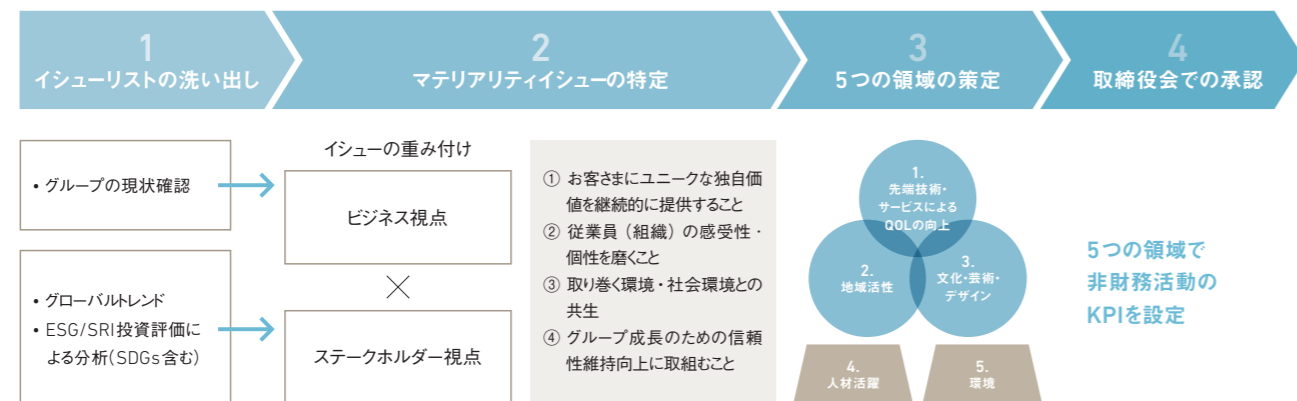 1
イシューリストの洗い出し
2
マテリアリティイシューの特定
3
5つの領域の策定
4
取締役会での承認
• グループの現状確認
• グローバルトレンド
• ESG/SRI投資評価に
よる分析(SDGs含む)
イシューの重み付け
ビジネス視点
×
ステークホルダー視点
① お客さまにユニークな独自価
値を継続的に提供すること
② 従業員（組織）の感受性・
個性を磨くこと
③ 取り巻く環境・社会環境との
共生
④ グループ成長のための信頼
性維持向上に取組むこと
1.
先端技術・
サービスによる
QOLの向上
2.
地域活性
3.
文化・芸術・
デザイン
4.
人材活躍
5.
環境
5つの領域で
非財務活動の
KPIを設定